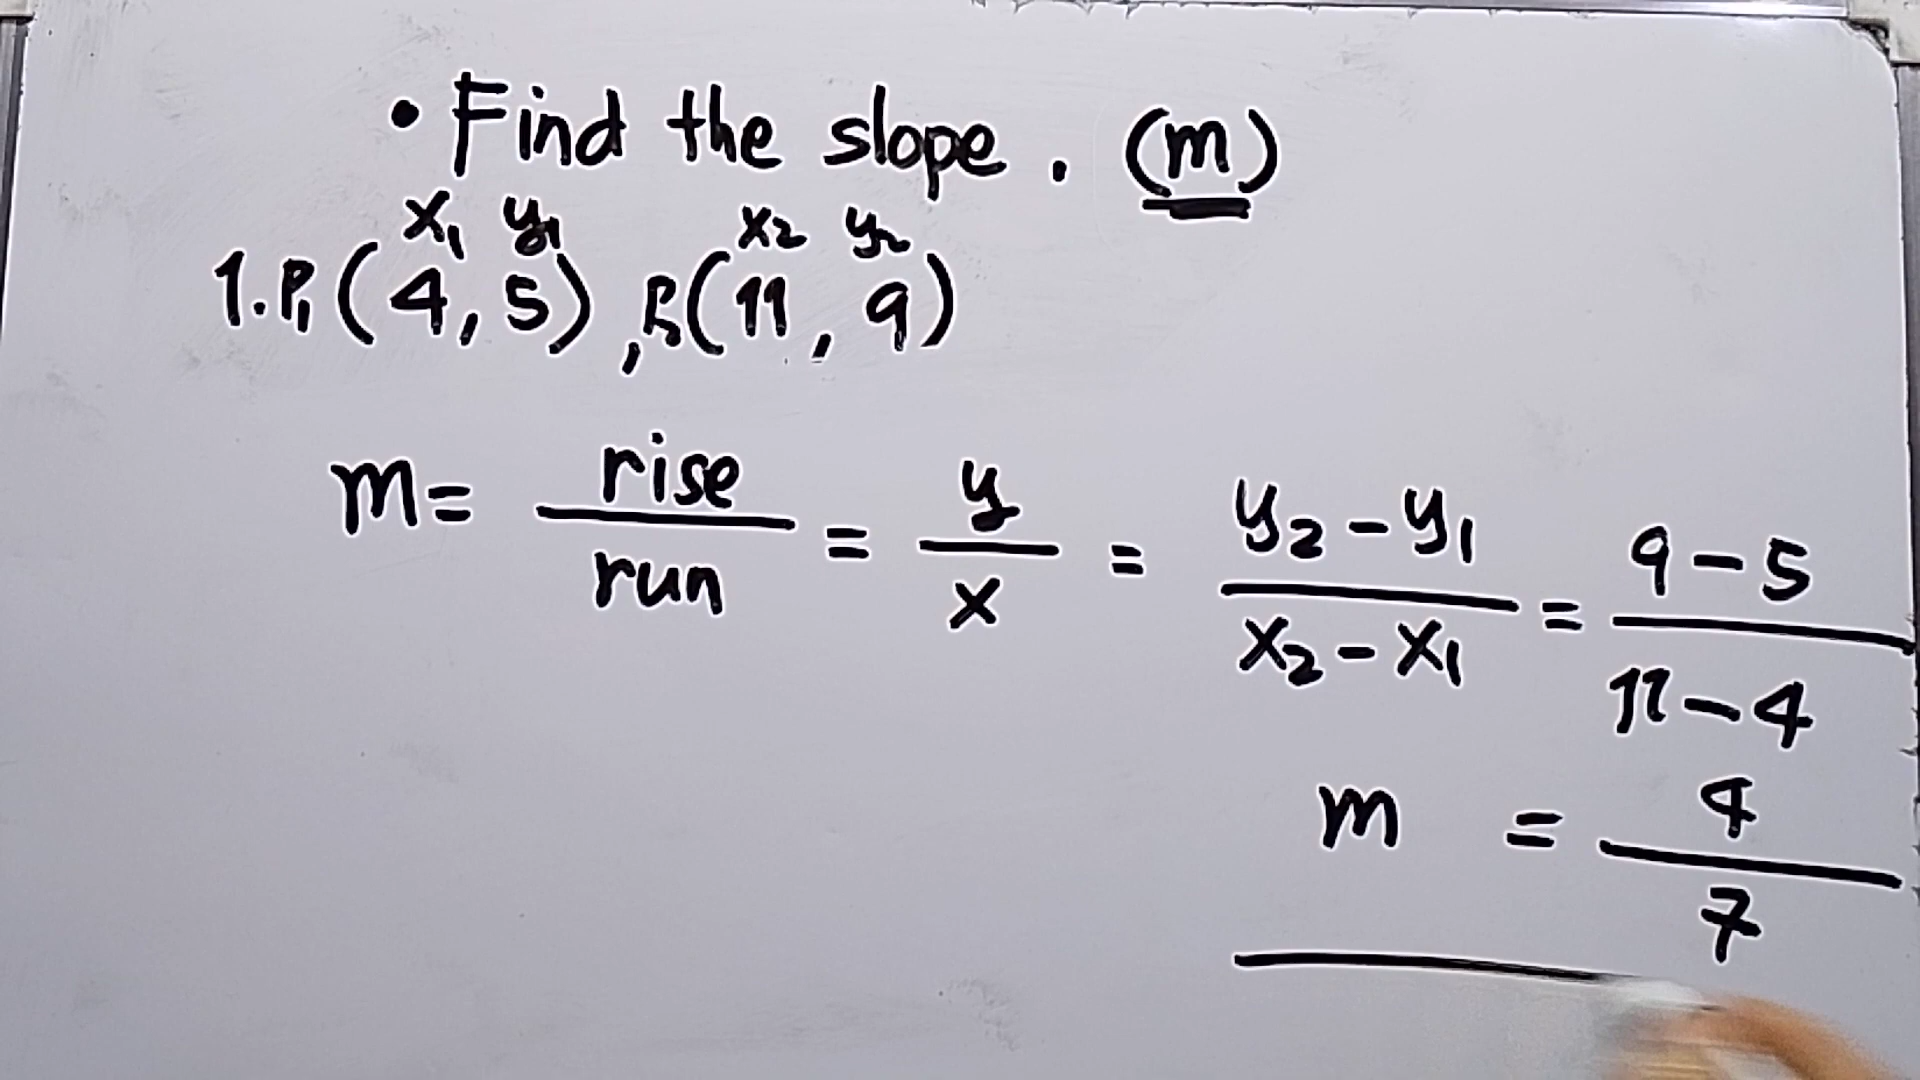 • Find the slope. (m)
x₁ y₁ x₂ y₂
1. P₁(4, 5), P₂(11, 9)
m = rise/run = y/x = y₂-y₁/x₂-x₁ = 9-5/11-4
m = 4/7